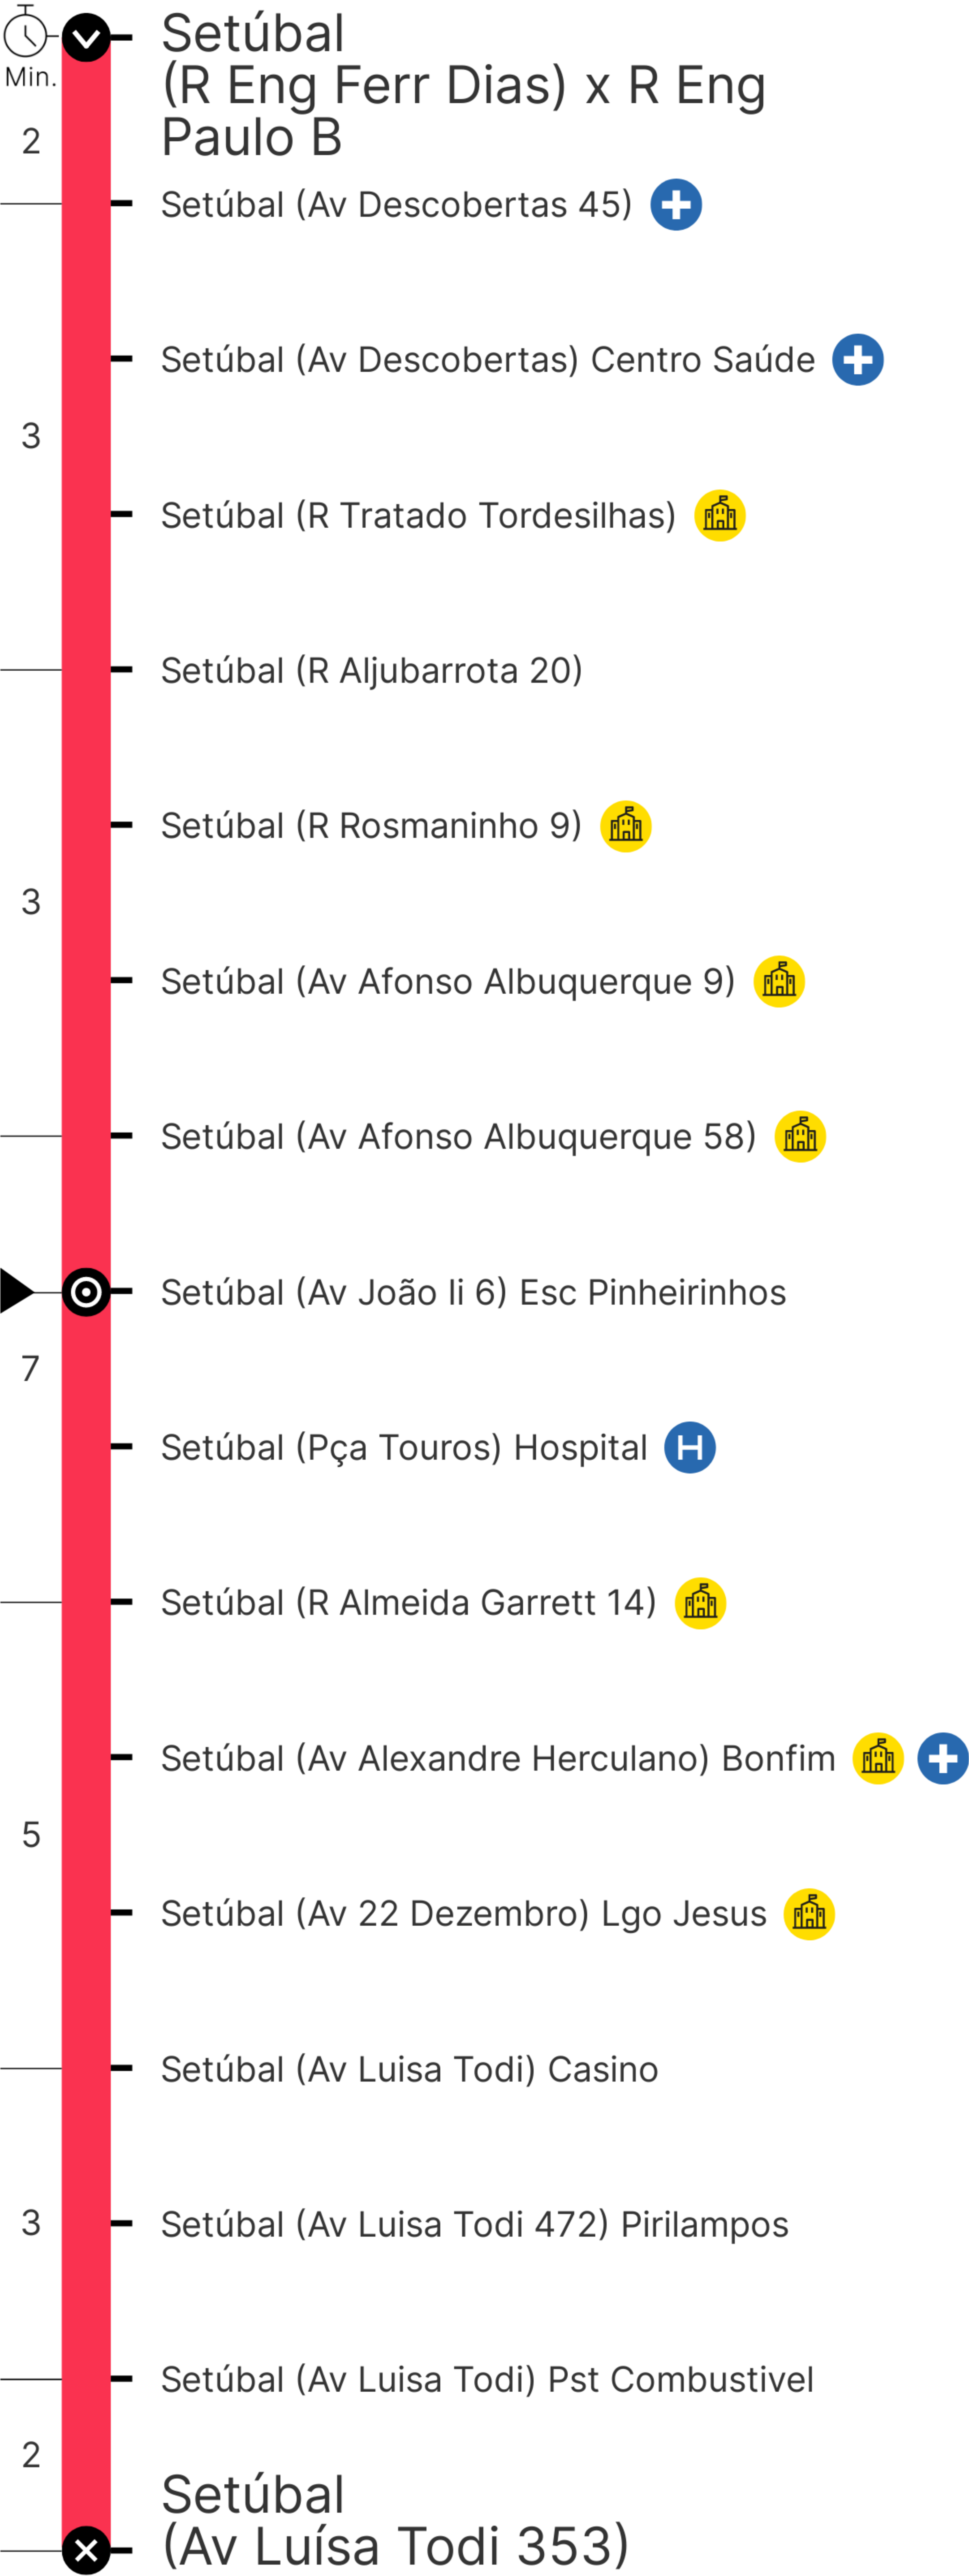 Setúbal
(R Eng Ferr Dias) x R Eng
Paulo B
Min.
2
Setúbal (Av Descobertas 45)
Setúbal (Av Descobertas) Centro Saúde
3
Setúbal (R Tratado Tordesilhas)
Setúbal (R Aljubarrota 20)
Setúbal (R Rosmaninho 9)
3
Setúbal (Av Afonso Albuquerque 9)
Setúbal (Av Afonso Albuquerque 58)
Setúbal (Av João Ii 6) Esc Pinheirinhos
7
Setúbal (Pça Touros) Hospital H
Setúbal (R Almeida Garrett 14)
Setúbal (Av Alexandre Herculano) Bonfim
5
Setúbal (Av 22 Dezembro) Lgo Jesus
Setúbal (Av Luisa Todi) Casino
3
Setúbal (Av Luisa Todi 472) Pirilampos
Setúbal (Av Luisa Todi) Pst Combustivel
2
Setúbal
(Av Luísa Todi 353)